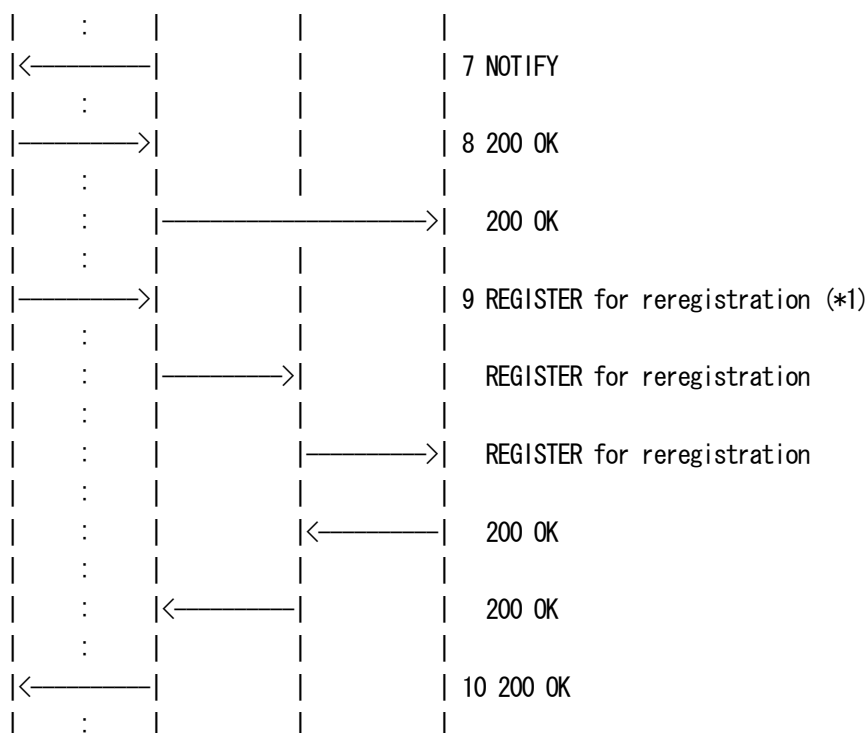 7 NOTIFY
8 200 OK
200 OK
9 REGISTER for reregistration (*1)
REGISTER for reregistration
REGISTER for reregistration
200 OK
200 OK
10 200 OK